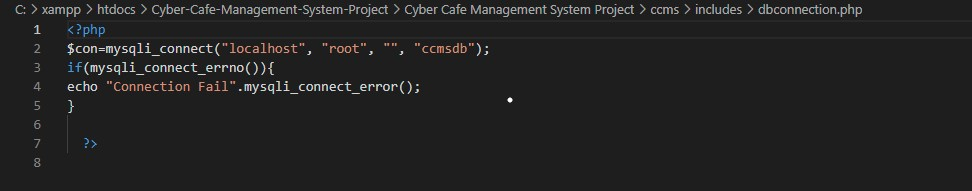 C: > xampp > htdocs > Cyber-Cafe-Management-System-Project > Cyber Cafe Management System Project > ccms > includes > dbconnection.php
1 <?php
2 $con=mysqli_connect("localhost", "root", "", "ccmsdb");
3 if(mysqli_connect_errno()){
4 echo "Connection Fail".mysqli_connect_error();
5 }
6
7   ?>
8